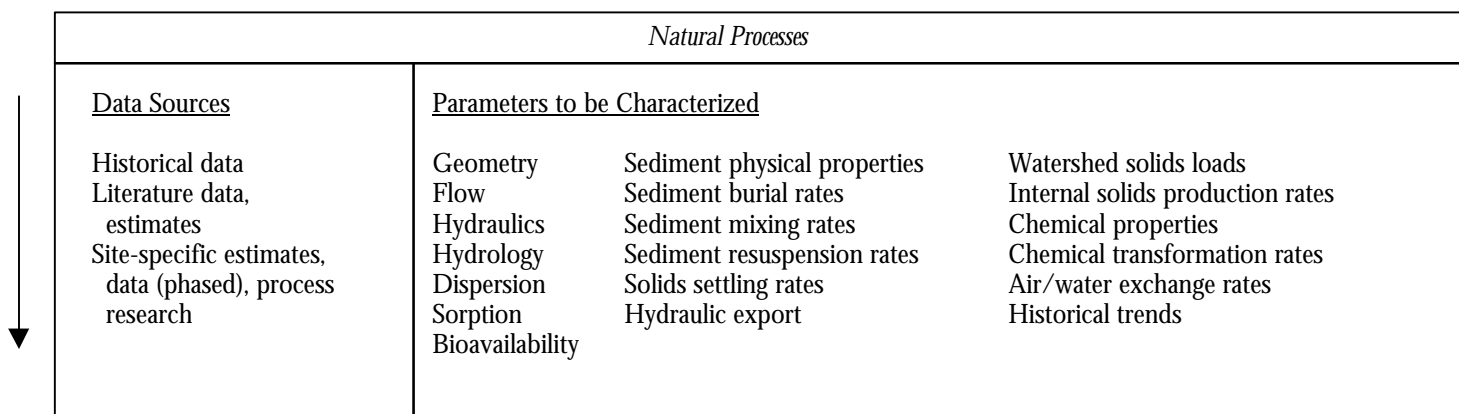 Natural Processes
Data Sources
Historical data
Literature data,
estimates
Site-specific estimates,
data (phased), process
research
Parameters to be Characterized
Geometry
Flow
Hydraulics
Hydrology
Dispersion
Sorption
Bioavailability
Sediment physical properties
Sediment burial rates
Sediment mixing rates
Sediment resuspension rates
Solids settling rates
Hydraulic export
Watershed solids loads
Internal solids production rates
Chemical properties
Chemical transformation rates
Air/water exchange rates
Historical trends